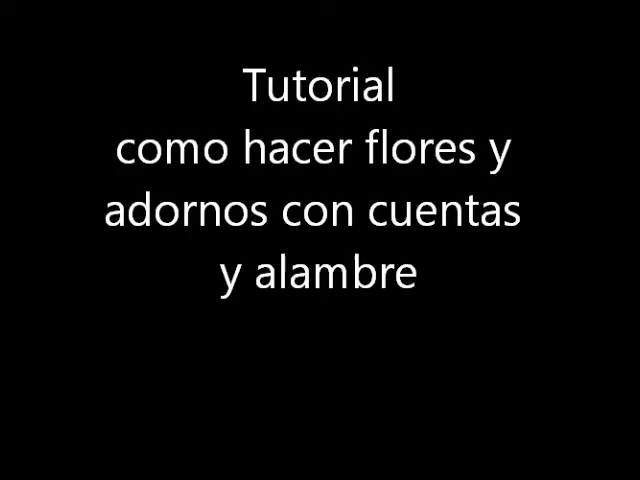 Tutorial
como hacer flores y
adornos con cuentas
y alambre